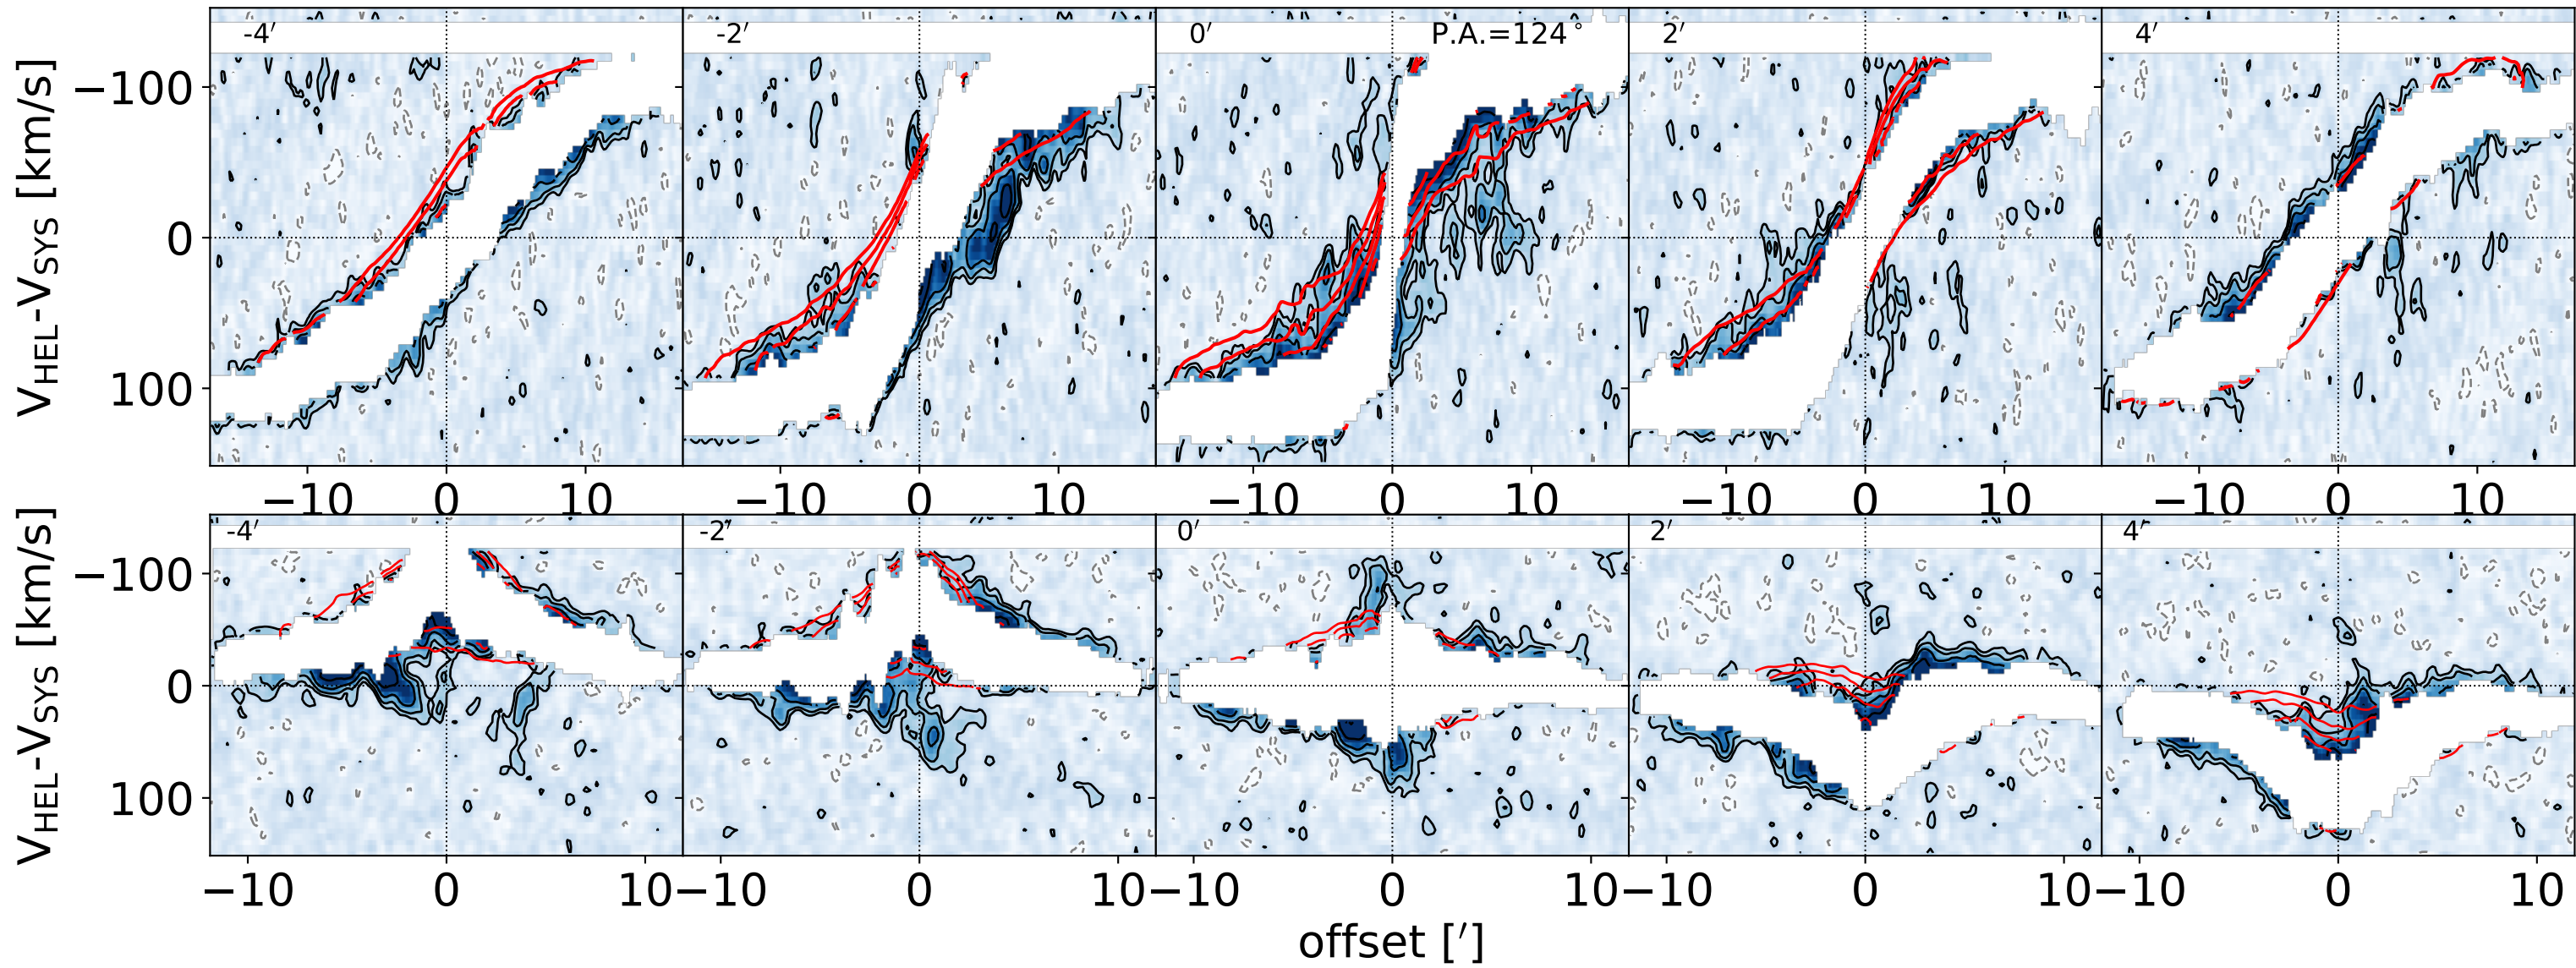 -4′ -2′ 0′ P.A.=124° 2′ 4′
V_HEL-V_SYS [km/s]
−100
0
100
−10 0 10 −10 0 10 −10 0 10 −10 0 10 −10 0 10
-4′ -2′ 0′ 2′ 4′
V_HEL-V_SYS [km/s]
−100
0
100
−10 0 10 −10 0 10 −10 0 10 −10 0 10 −10 0 10
offset [′]